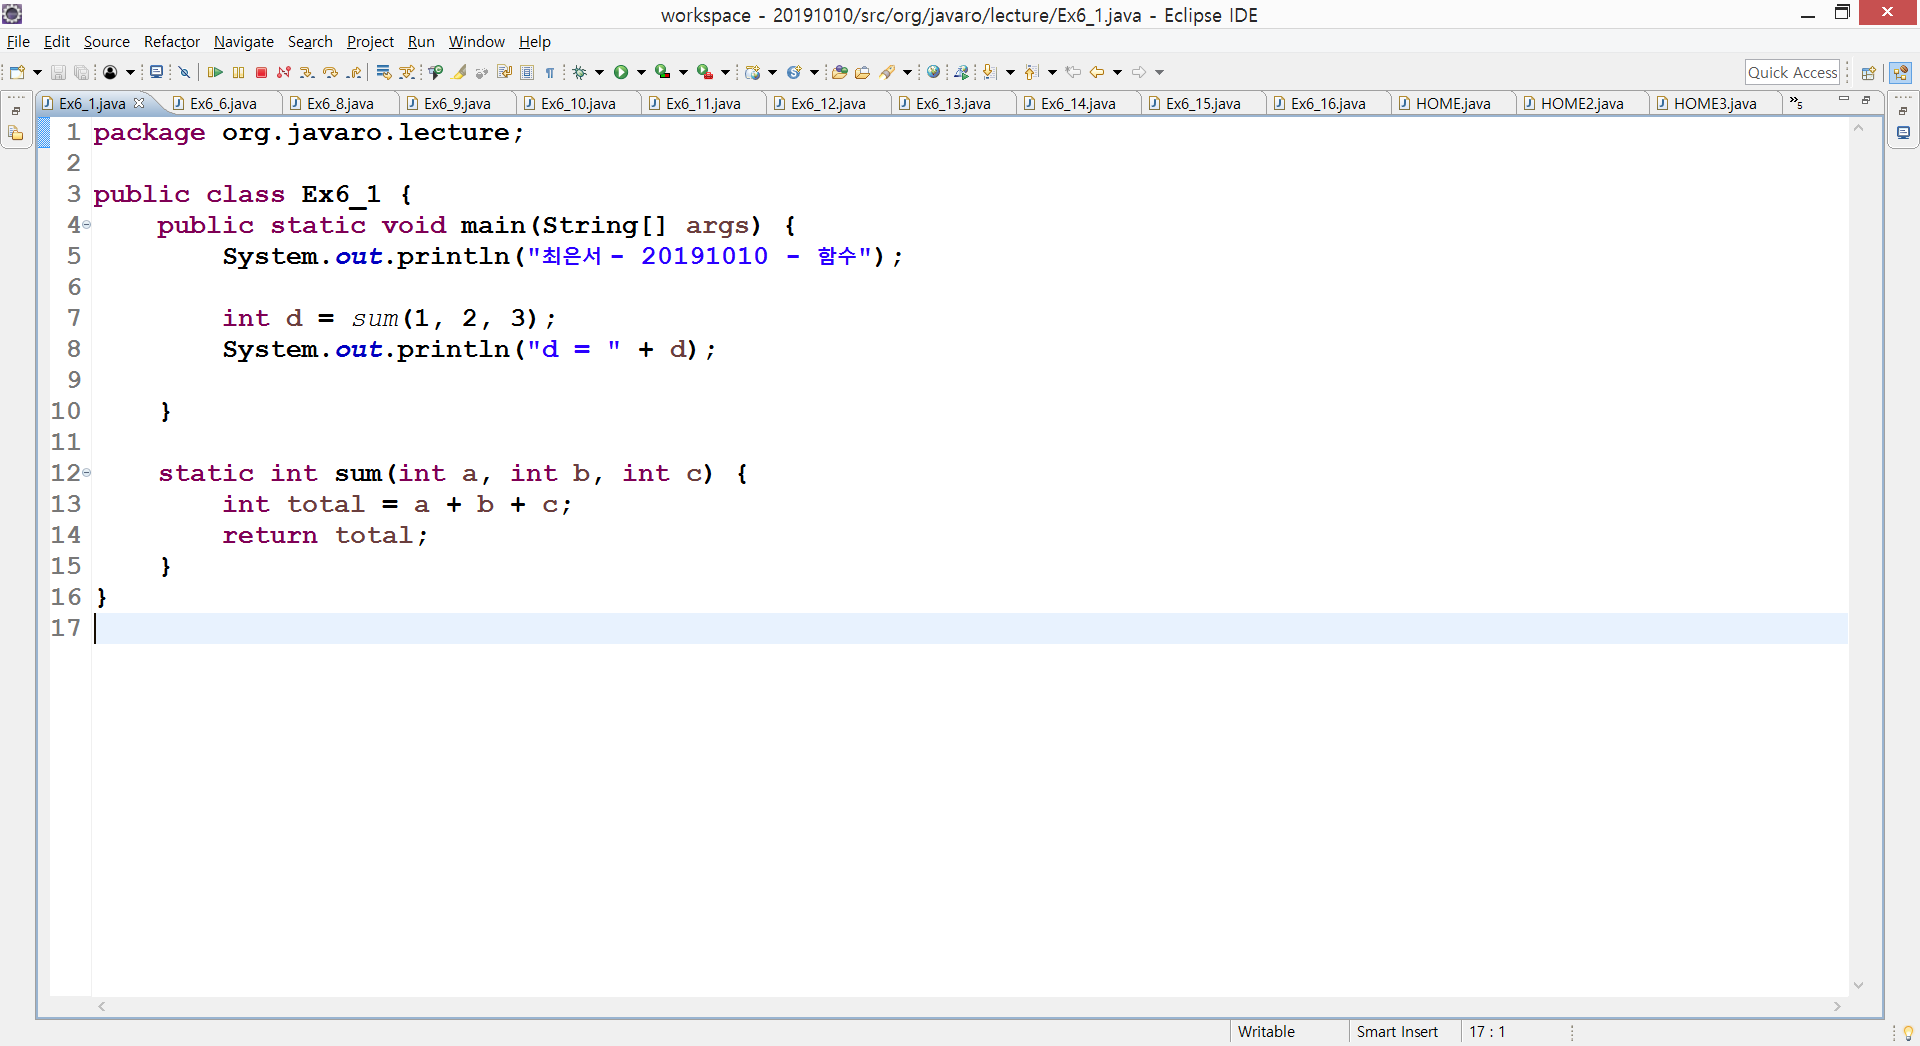 workspace - 20191010/src/org/javaro/lecture/Ex6_1.java - Eclipse IDE
File Edit Source Refactor Navigate Search Project Run Window Help
Quick Access
Ex6_1.java Ex6_6.java Ex6_8.java Ex6_9.java Ex6_10.java Ex6_11.java Ex6_12.java Ex6_13.java Ex6_14.java Ex6_15.java Ex6_16.java HOME.java HOME2.java HOME3.java »5
1 package org.javaro.lecture;
2
3 public class Ex6_1 {
4 public static void main(String[] args) {
5 System.out.println("최은서 - 20191010 - 함수");
6
7 int d = sum(1, 2, 3);
8 System.out.println("d = " + d);
9
10 }
11
12 static int sum(int a, int b, int c) {
13 int total = a + b + c;
14 return total;
15 }
16 }
17
Writable Smart Insert 17 : 1